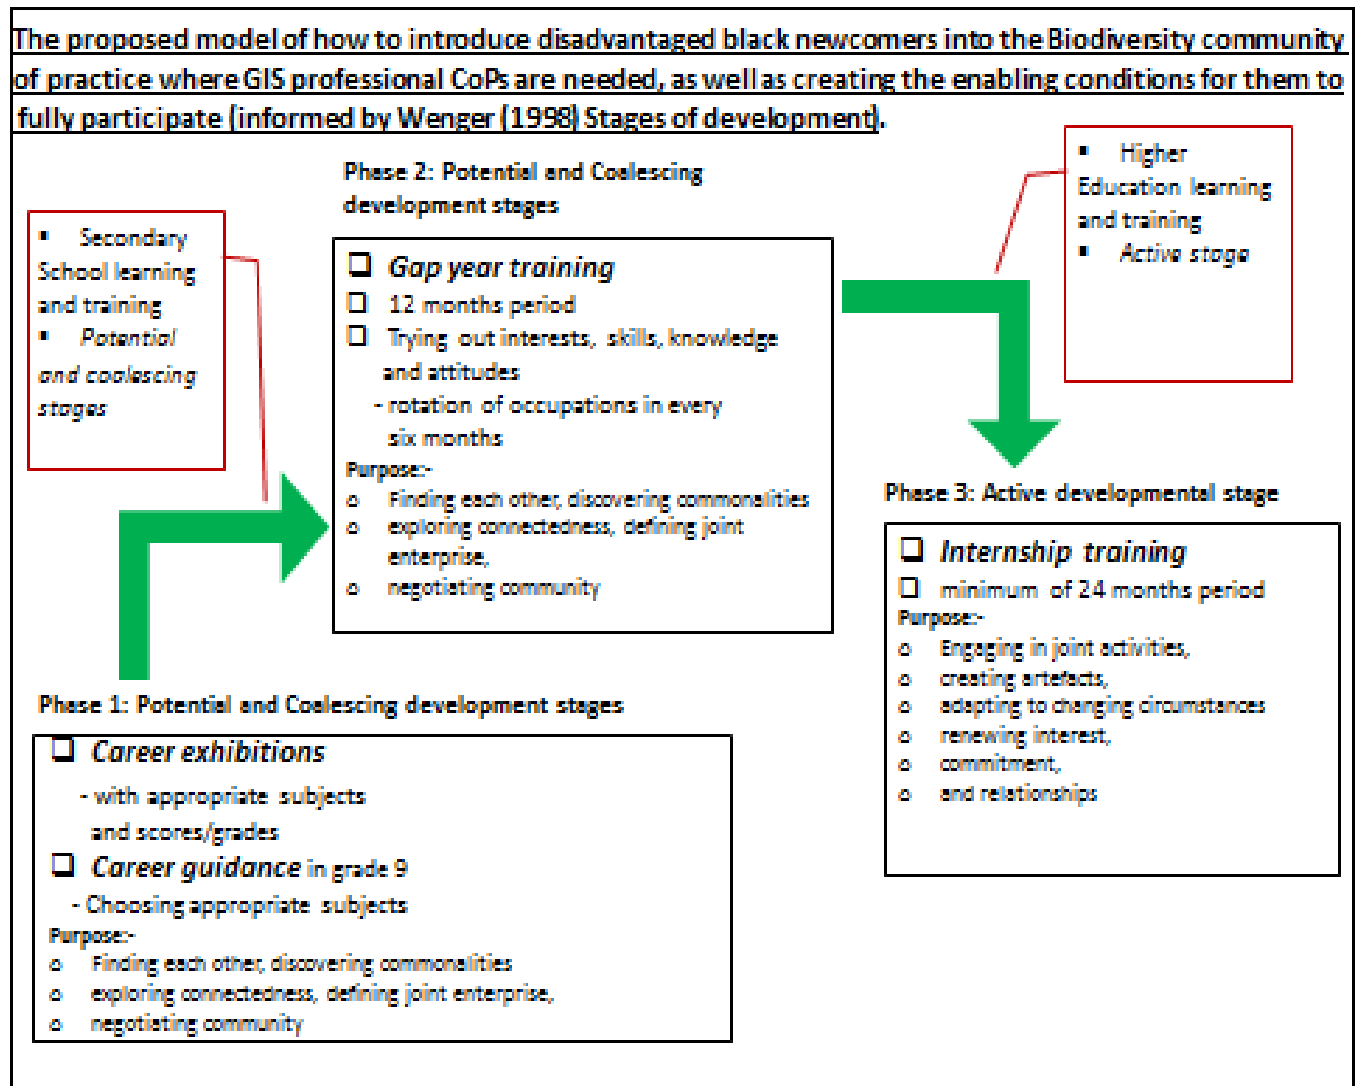 The proposed model of how to introduce disadvantaged black newcomers into the Biodiversity community
of practice where GIS professional CoPs are needed, as well as creating the enabling conditions for them to
fully participate (informed by Wenger (1998) Stages of development).
▪ Secondary
School learning
and training
▪ Potential
and coalescing
stages
Phase 2: Potential and Coalescing
development stages
❑ Gap year training
❑ 12 months period
❑ Trying out interests, skills, knowledge
and attitudes
- rotation of occupations in every
six months
Purpose:-
o Finding each other, discovering commonalities
o exploring connectedness, defining joint
enterprise,
o negotiating community
▪ Higher
Education learning
and training
▪ Active stage
Phase 3: Active developmental stage
❑ Internship training
❑ minimum of 24 months period
Purpose:-
o Engaging in joint activities,
o creating artefacts,
o adapting to changing circumstances
o renewing interest,
o commitment,
o and relationships
Phase 1: Potential and Coalescing development stages
❑ Career exhibitions
- with appropriate subjects
and scores/grades
❑ Career guidance in grade 9
- Choosing appropriate subjects
Purpose:-
o Finding each other, discovering commonalities
o exploring connectedness, defining joint enterprise,
o negotiating community